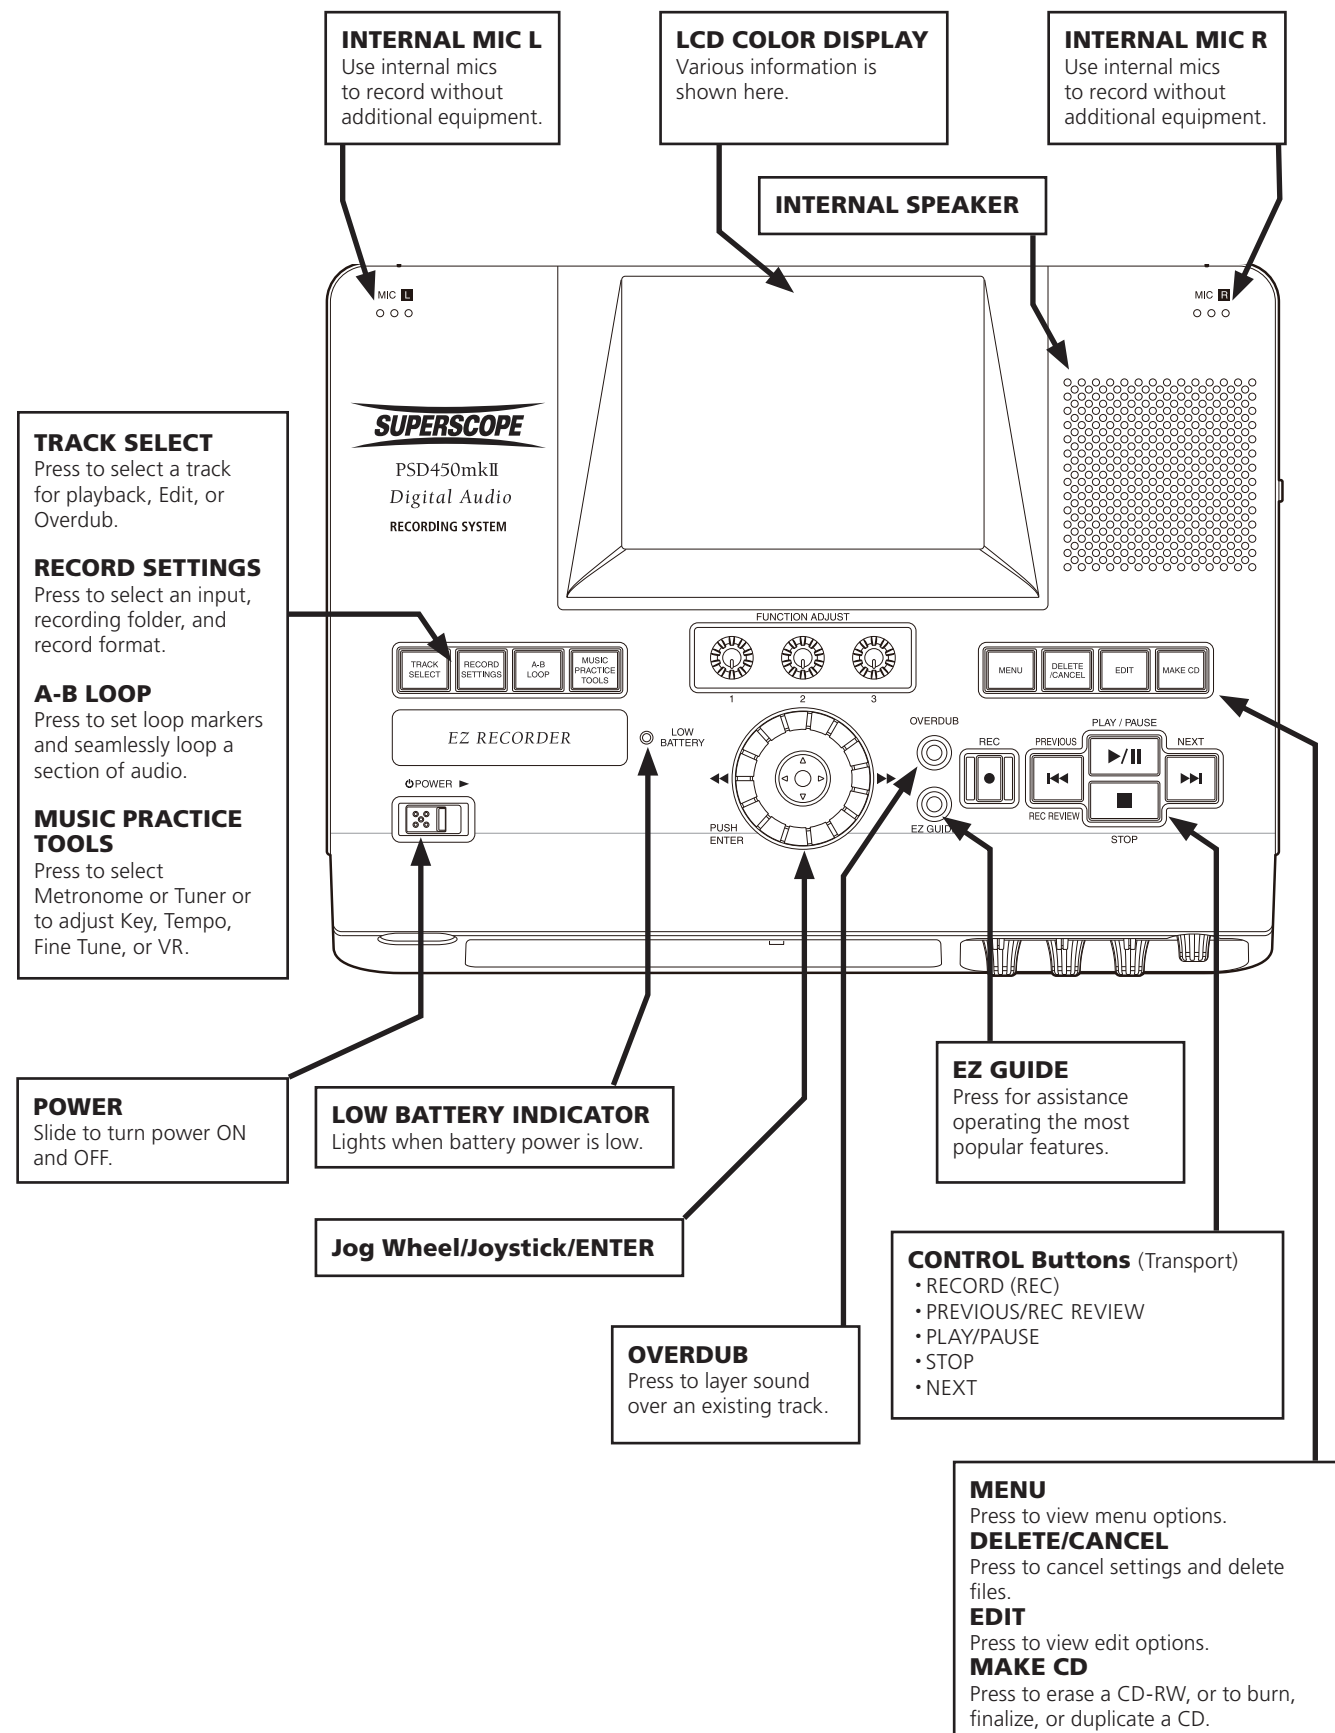 INTERNAL MIC L
Use internal mics
to record without
additional equipment.
LCD COLOR DISPLAY
Various information is
shown here.
INTERNAL MIC R
Use internal mics
to record without
additional equipment.
INTERNAL SPEAKER
MIC L
MIC R
SUPERSCOPE
PSD450mkII
Digital Audio
RECORDING SYSTEM
TRACK SELECT
Press to select a track
for playback, Edit, or
Overdub.
RECORD SETTINGS
Press to select an input,
recording folder, and
record format.
A-B LOOP
Press to set loop markers
and seamlessly loop a
section of audio.
MUSIC PRACTICE
TOOLS
Press to select
Metronome or Tuner or
to adjust Key, Tempo,
Fine Tune, or VR.
FUNCTION ADJUST
1 2 3
TRACK
SELECT
RECORD
SETTINGS
A-B
LOOP
MUSIC
PRACTICE
TOOLS
MENU
DELETE
/CANCEL
EDIT
MAKE CD
EZ RECORDER
LOW
BATTERY
POWER ►
PUSH
ENTER
OVERDUB
EZ GUIDE
REC
PREVIOUS
REC REVIEW
PLAY / PAUSE
STOP
NEXT
POWER
Slide to turn power ON
and OFF.
LOW BATTERY INDICATOR
Lights when battery power is low.
Jog Wheel/Joystick/ENTER
EZ GUIDE
Press for assistance
operating the most
popular features.
CONTROL Buttons (Transport)
• RECORD (REC)
• PREVIOUS/REC REVIEW
• PLAY/PAUSE
• STOP
• NEXT
OVERDUB
Press to layer sound
over an existing track.
MENU
Press to view menu options.
DELETE/CANCEL
Press to cancel settings and delete
files.
EDIT
Press to view edit options.
MAKE CD
Press to erase a CD-RW, or to burn,
finalize, or duplicate a CD.